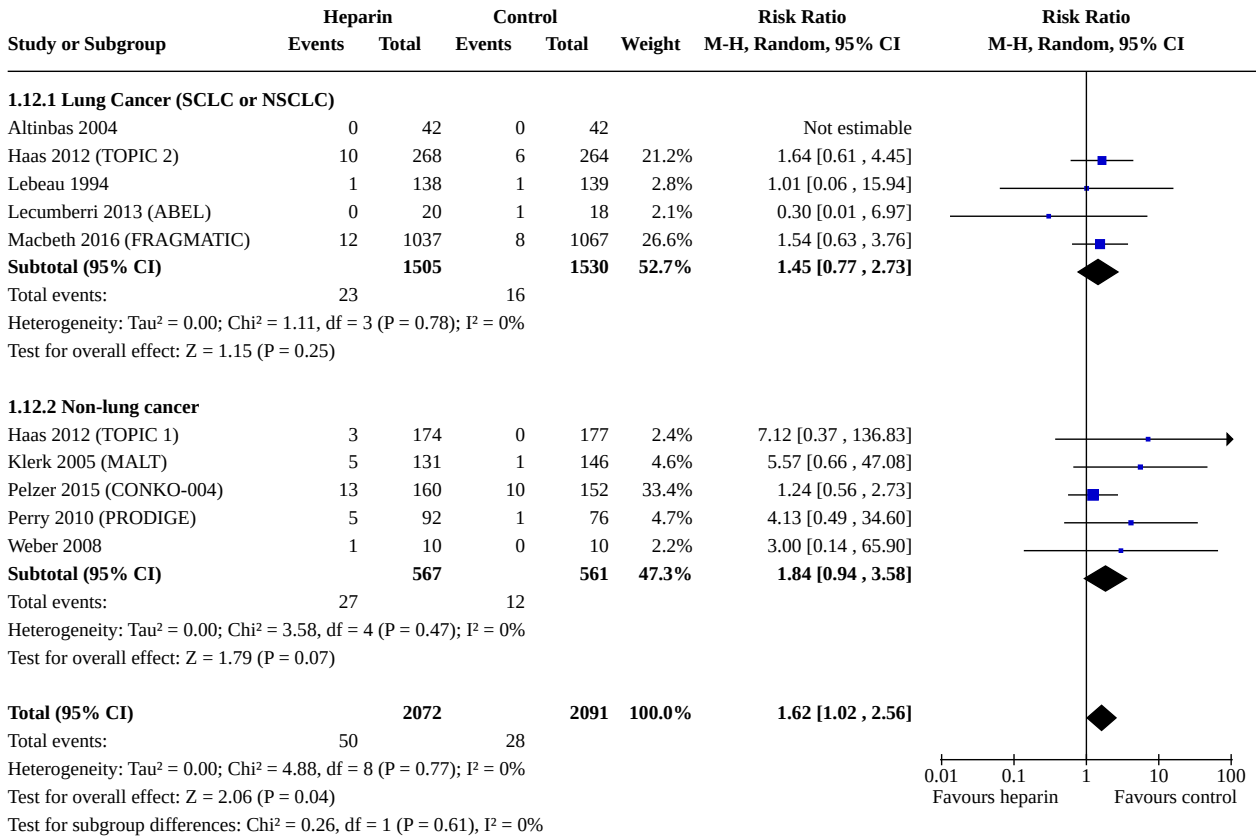 Heparin Control Risk Ratio Risk Ratio
Study or Subgroup Events Total Events Total Weight M-H, Random, 95% CI M-H, Random, 95% CI
1.12.1 Lung Cancer (SCLC or NSCLC)
Altinbas 2004 0 42 0 42 Not estimable
Haas 2012 (TOPIC 2) 10 268 6 264 21.2% 1.64 [0.61 , 4.45]
Lebeau 1994 1 138 1 139 2.8% 1.01 [0.06 , 15.94]
Lecumberri 2013 (ABEL) 0 20 1 18 2.1% 0.30 [0.01 , 6.97]
Macbeth 2016 (FRAGMATIC) 12 1037 8 1067 26.6% 1.54 [0.63 , 3.76]
Subtotal (95% CI) 1505 1530 52.7% 1.45 [0.77 , 2.73]
Total events: 23 16
Heterogeneity: Tau² = 0.00; Chi² = 1.11, df = 3 (P = 0.78); I² = 0%
Test for overall effect: Z = 1.15 (P = 0.25)
1.12.2 Non-lung cancer
Haas 2012 (TOPIC 1) 3 174 0 177 2.4% 7.12 [0.37 , 136.83]
Klerk 2005 (MALT) 5 131 1 146 4.6% 5.57 [0.66 , 47.08]
Pelzer 2015 (CONKO-004) 13 160 10 152 33.4% 1.24 [0.56 , 2.73]
Perry 2010 (PRODIGE) 5 92 1 76 4.7% 4.13 [0.49 , 34.60]
Weber 2008 1 10 0 10 2.2% 3.00 [0.14 , 65.90]
Subtotal (95% CI) 567 561 47.3% 1.84 [0.94 , 3.58]
Total events: 27 12
Heterogeneity: Tau² = 0.00; Chi² = 3.58, df = 4 (P = 0.47); I² = 0%
Test for overall effect: Z = 1.79 (P = 0.07)
Total (95% CI) 2072 2091 100.0% 1.62 [1.02 , 2.56]
Total events: 50 28
Heterogeneity: Tau² = 0.00; Chi² = 4.88, df = 8 (P = 0.77); I² = 0%
0.01 0.1 1 10 100
Test for overall effect: Z = 2.06 (P = 0.04) Favours heparin Favours control
Test for subgroup differences: Chi² = 0.26, df = 1 (P = 0.61), I² = 0%